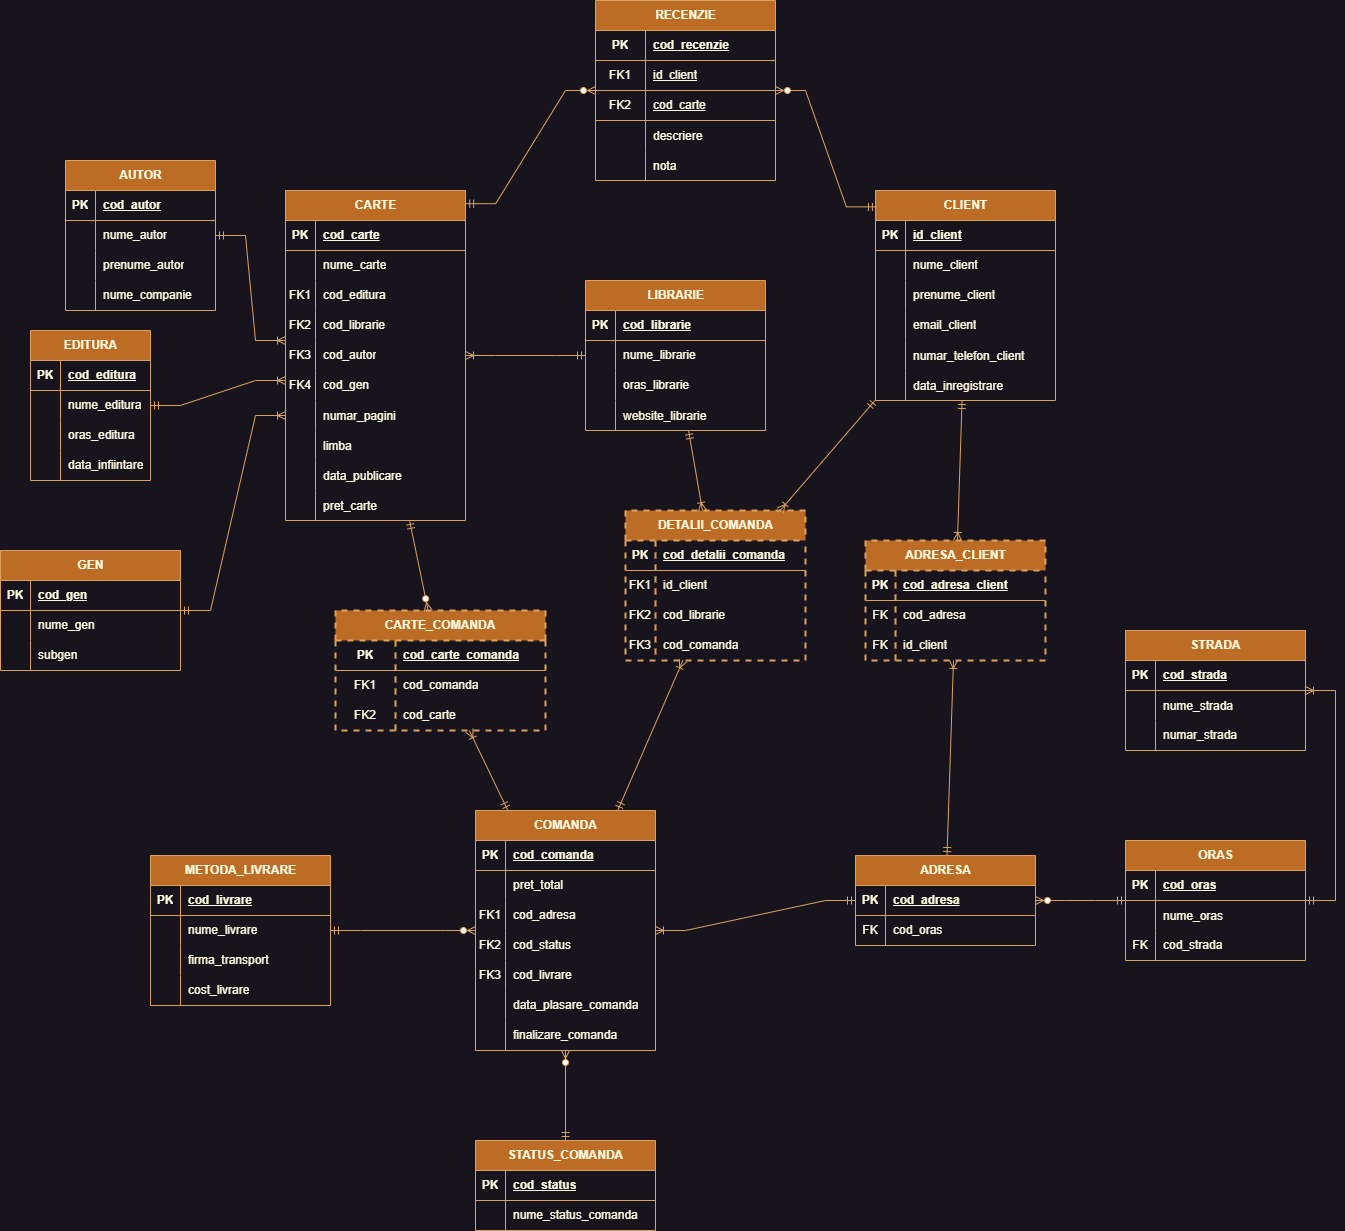 RECENZIE
PK cod_recenzie
FK1 id_client
FK2 cod_carte
descriere
nota
AUTOR
PK cod_autor
nume_autor
prenume_autor
nume_companie
CARTE
PK cod_carte
nume_carte
FK1 cod_editura
FK2 cod_librarie
FK3 cod_autor
FK4 cod_gen
numar_pagini
limba
data_publicare
pret_carte
CLIENT
PK id_client
nume_client
prenume_client
email_client
numar_telefon_client
data_inregistrare
LIBRARIE
PK cod_librarie
nume_librarie
oras_librarie
website_librarie
EDITURA
PK cod_editura
nume_editura
oras_editura
data_infiintare
GEN
PK cod_gen
nume_gen
subgen
DETALII_COMANDA
PK cod_detalii_comanda
FK1 id_client
FK2 cod_librarie
FK3 cod_comanda
ADRESA_CLIENT
PK cod_adresa_client
FK cod_adresa
FK id_client
CARTE_COMANDA
PK cod_carte_comanda
FK1 cod_comanda
FK2 cod_carte
STRADA
PK cod_strada
nume_strada
numar_strada
COMANDA
PK cod_comanda
pret_total
FK1 cod_adresa
FK2 cod_status
FK3 cod_livrare
data_plasare_comanda
finalizare_comanda
METODA_LIVRARE
PK cod_livrare
nume_livrare
firma_transport
cost_livrare
ADRESA
PK cod_adresa
FK cod_oras
ORAS
PK cod_oras
nume_oras
FK cod_strada
STATUS_COMANDA
PK cod_status
nume_status_comanda